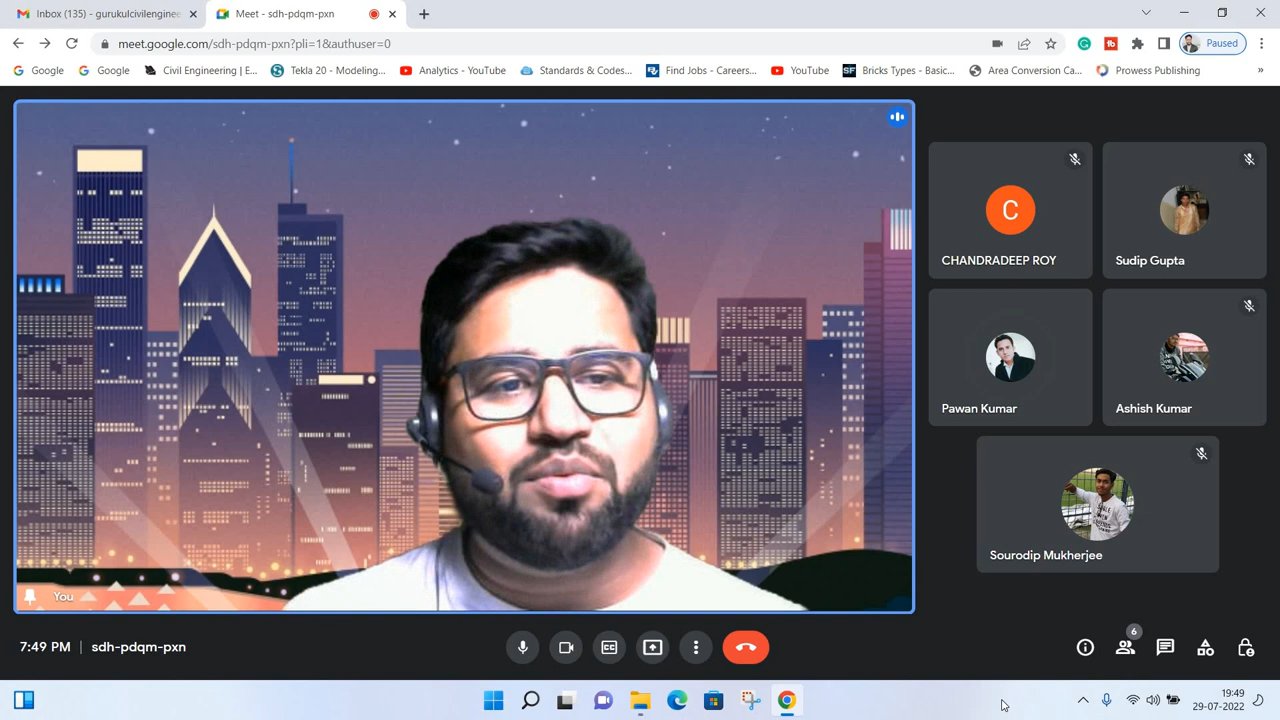 Inbox (135) - gurukulcivilengine
Meet - sdh-pdqm-pxn
meet.google.com/sdh-pdqm-pxn?pli=1&authuser=0
Paused
Google
Google
Civil Engineering | E...
Tekla 20 - Modeling...
Analytics - YouTube
Standards & Codes...
Find Jobs - Careers...
YouTube
Bricks Types - Basic...
Area Conversion Ca...
Prowess Publishing
»
C
CHANDRADEEP ROY
Sudip Gupta
Pawan Kumar
Ashish Kumar
Sourodip Mukherjee
You
7:49 PM | sdh-pdqm-pxn
CC
6
19:49
29-07-2022